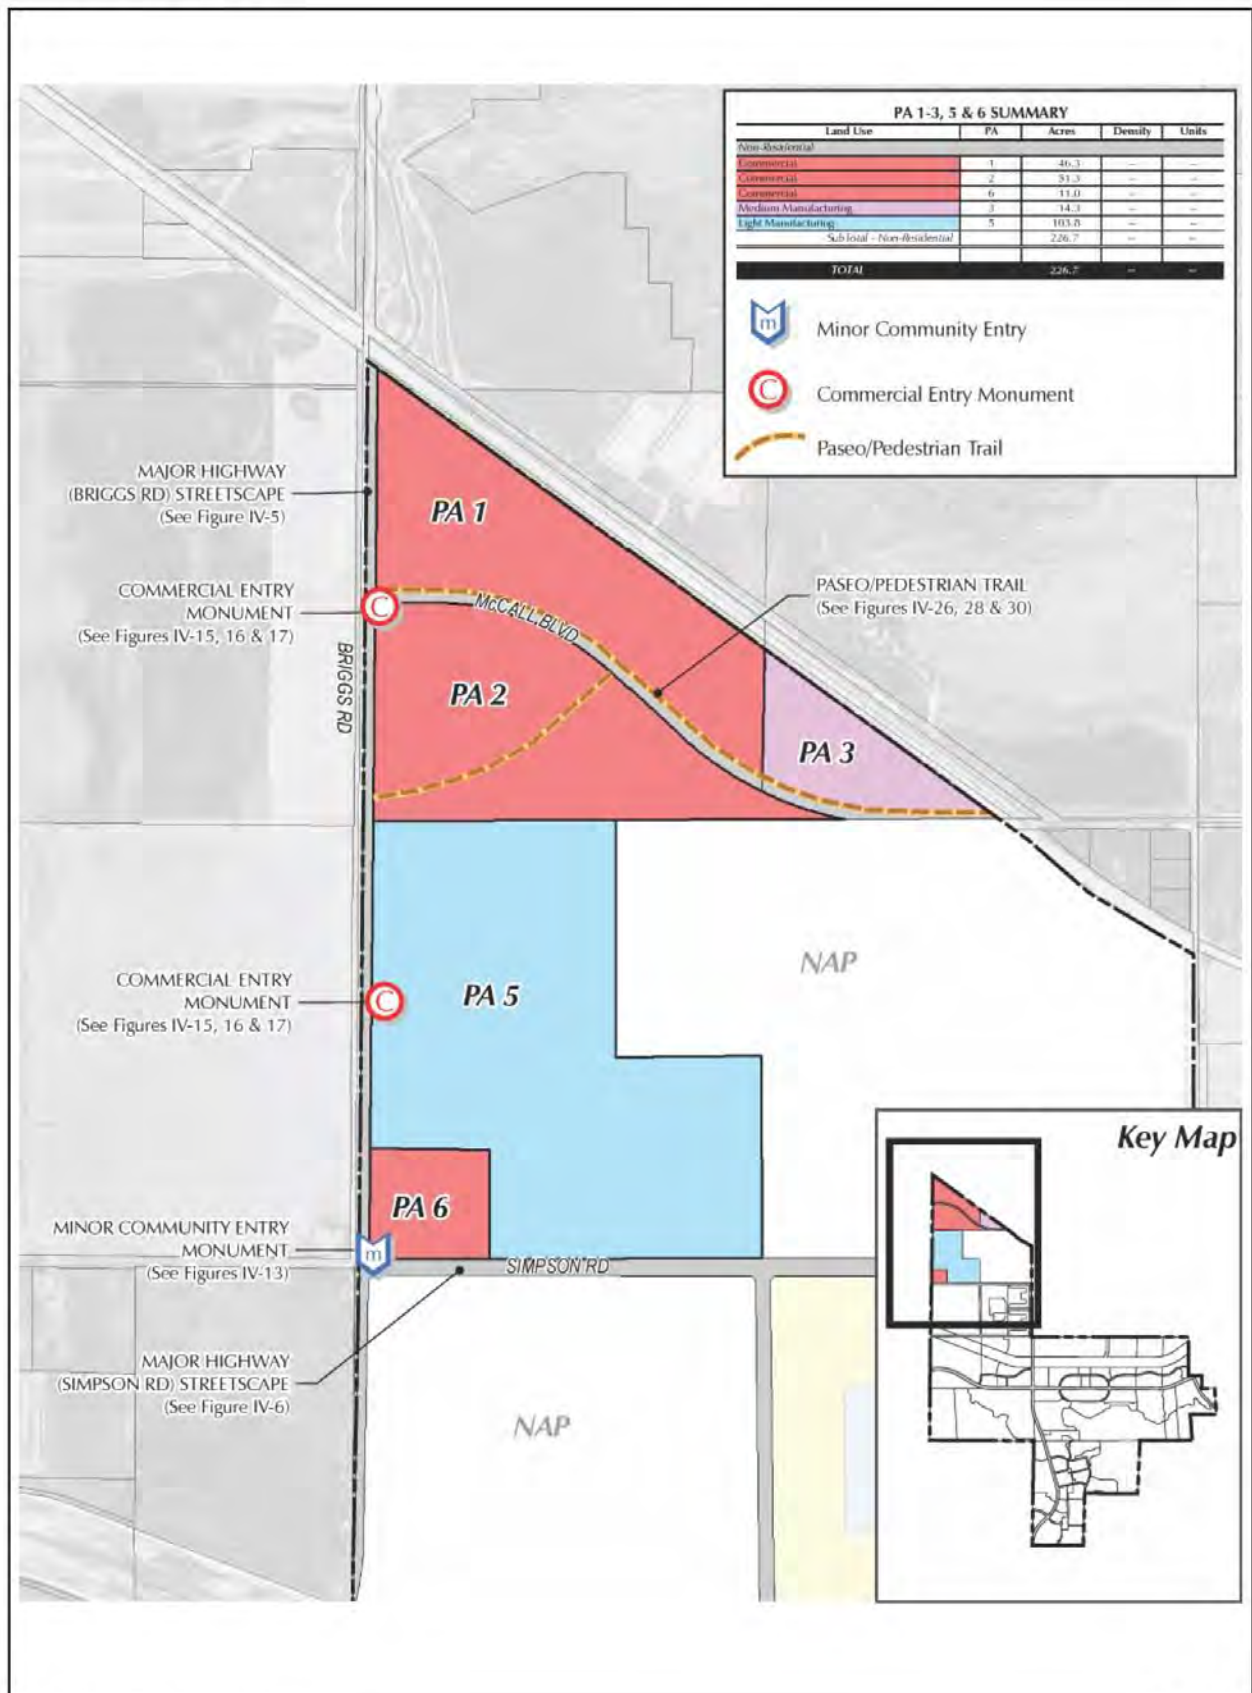 PA 1-3, 5 & 6 SUMMARY
Land Use PA Acres Density Units
Non-Residential
Commercial 1 46.3 -- --
Commercial 2 51.3 -- --
Commercial 6 11.0 -- --
Medium Manufacturing 3 14.3 -- --
Light Manufacturing 5 103.8 -- --
Subtotal - Non-Residential 226.7 -- --
TOTAL 226.7 -- --
m Minor Community Entry
C Commercial Entry Monument
Paseo/Pedestrian Trail
MAJOR HIGHWAY
(BRIGGS RD) STREETSCAPE
(See Figure IV-5)
PA 1
COMMERCIAL ENTRY
MONUMENT
(See Figures IV-15, 16 & 17)
C
McCALL BLVD
PASEO/PEDESTRIAN TRAIL
(See Figures IV-26, 28 & 30)
BRIGGS RD
PA 2
PA 3
NAP
COMMERCIAL ENTRY
MONUMENT
(See Figures IV-15, 16 & 17)
C
PA 5
Key Map
PA 6
MINOR COMMUNITY ENTRY
MONUMENT
(See Figures IV-13)
m
SIMPSON RD
MAJOR HIGHWAY
(SIMPSON RD) STREETSCAPE
(See Figure IV-6)
NAP